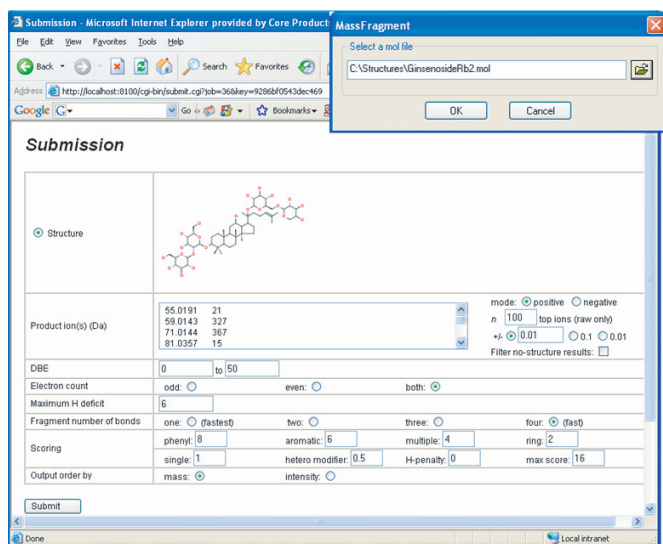 Submission - Microsoft Internet Explorer provided by Core Product
MassFragment
File Edit View Favorites Tools Help
Select a mol file
Back Search Favorites
C:\Structures\GinsenosideRb2.mol
Address http://localhost:8100/cgi-bin/submit.cgi?job=36&key=9286bf0543dec469
OK Cancel
Google G Go Bookmarks
Submission
Structure
Product ion(s) (Da)
55.0191 21
59.0143 327
71.0144 367
81.0357 15
mode: positive negative
n 100 top ions (raw only)
+/- 0.01 0.1 0.01
Filter no-structure results:
DBE 0 to 50
Electron count odd: even: both:
Maximum H deficit 6
Fragment number of bonds one: (fastest) two: three: four: (fast)
Scoring phenyl: 8 aromatic: 6 multiple: 4 ring: 2
single: 1 hetero modifier: 0.5 H-penalty: 0 max score: 16
Output order by mass: intensity:
Submit
Done Local intranet